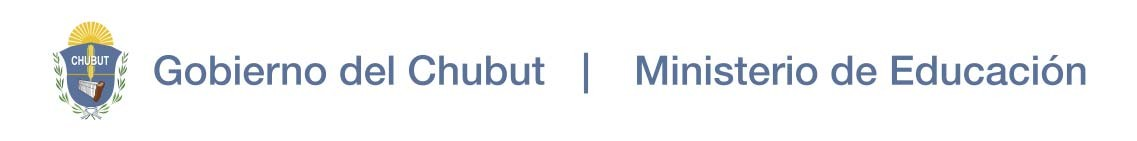 CHUBUT
Gobierno del Chubut | Ministerio de Educación